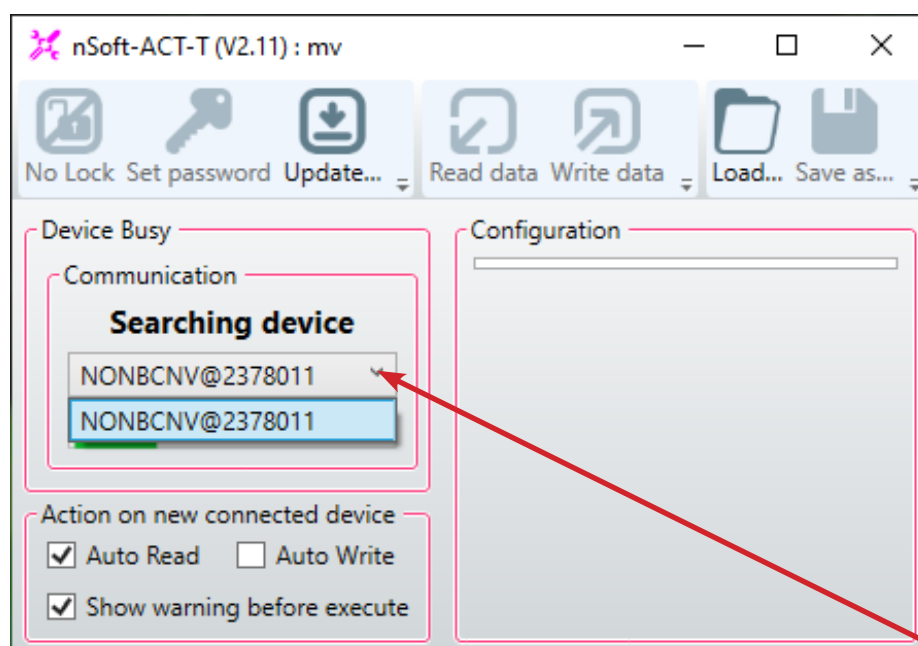 nSoft-ACT-T (V2.11) : mv
No Lock Set password Update... Read data Write data Load... Save as...
Device Busy
Communication
Searching device
NONBCNV@2378011
NONBCNV@2378011
Action on new connected device
Auto Read Auto Write
Show warning before execute
Configuration